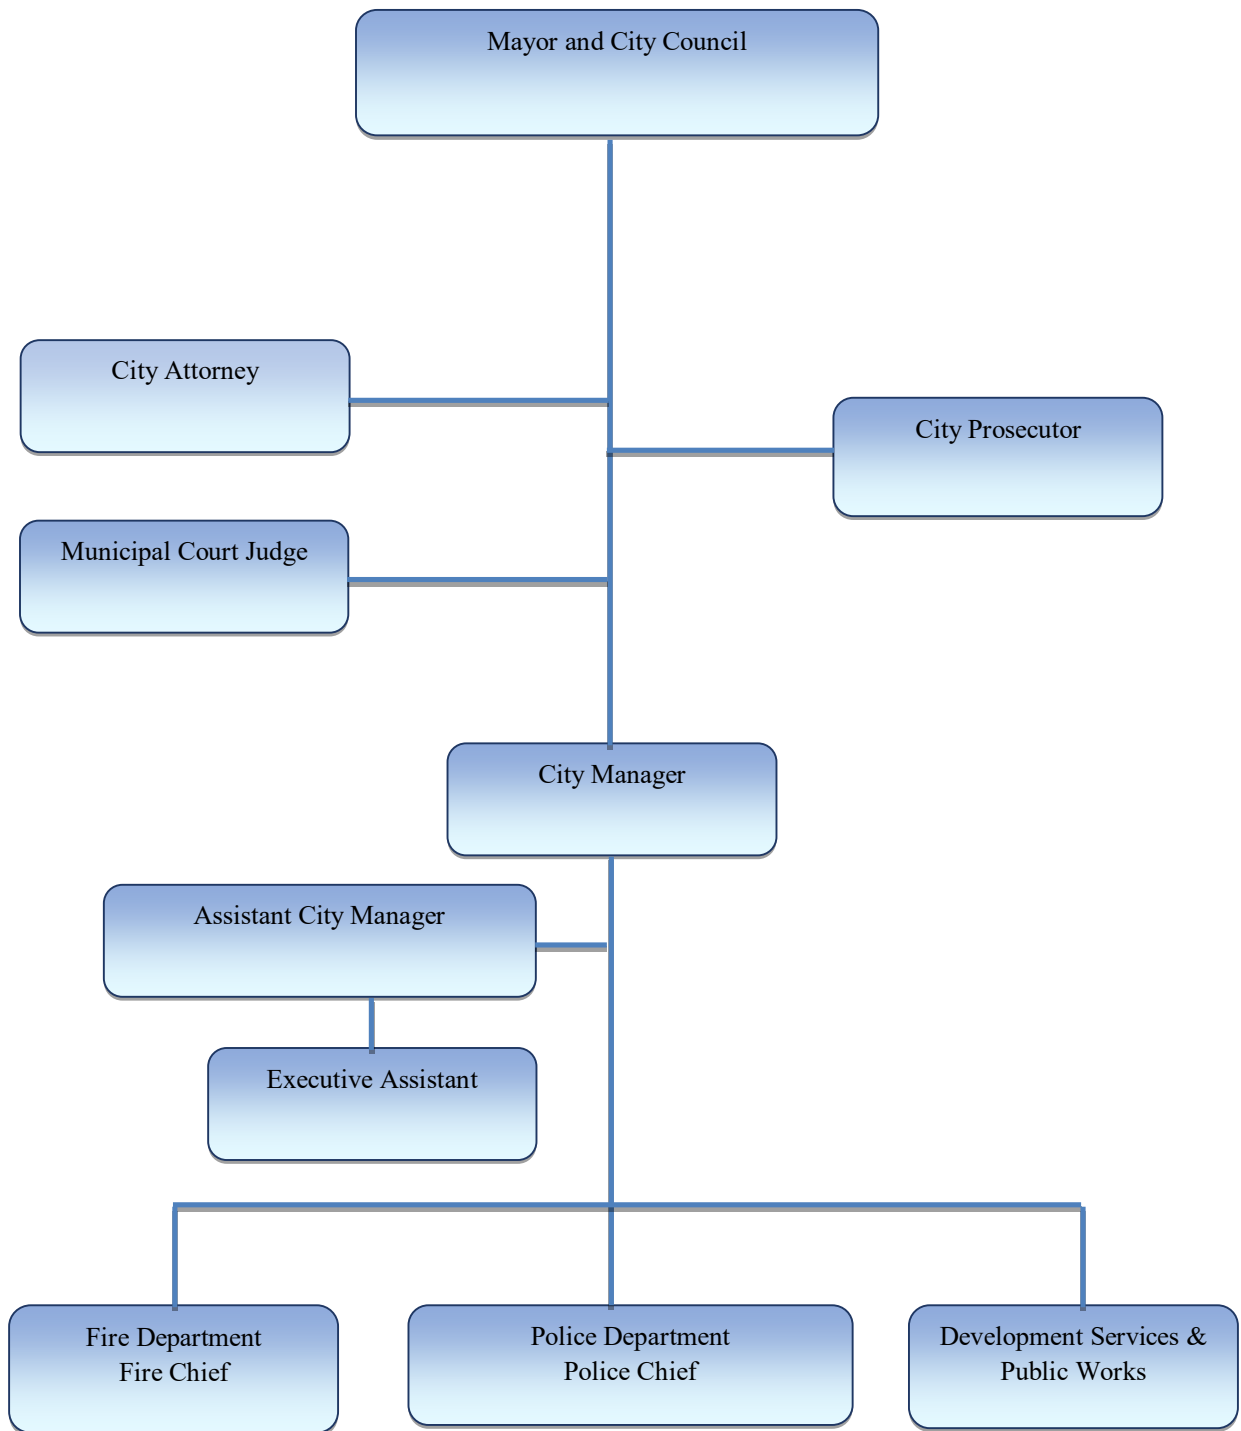 Mayor and City Council
City Attorney
City Prosecutor
Municipal Court Judge
City Manager
Assistant City Manager
Executive Assistant
Fire Department
Fire Chief
Police Department
Police Chief
Development Services &
Public Works